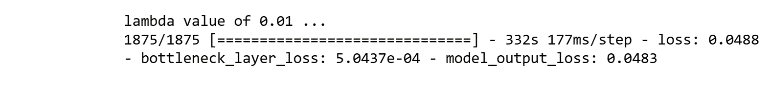 lambda value of 0.01 ...
1875/1875 [==============================] - 332s 177ms/step - loss: 0.0488
- bottleneck_layer_loss: 5.0437e-04 - model_output_loss: 0.0483